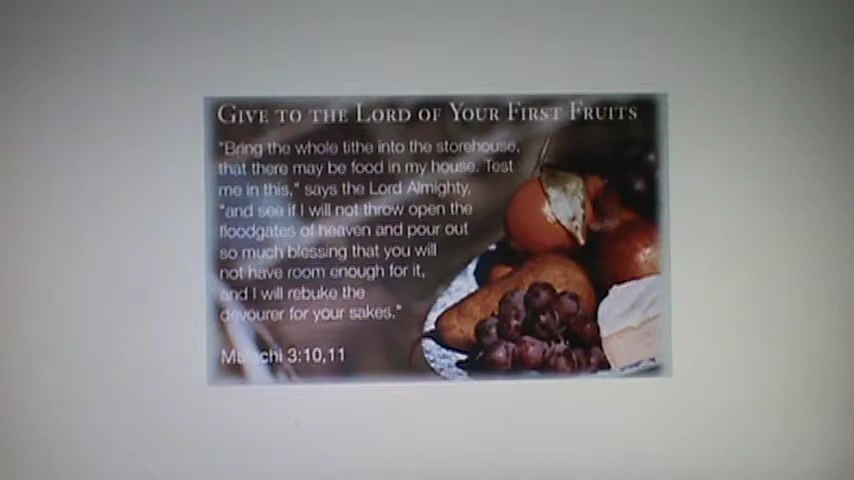 GIVE TO THE LORD OF YOUR FIRST FRUITS
"Bring the whole tithe into the storehouse,
that there may be food in my house. Test
me in this," says the Lord Almighty,
"and see if I will not throw open the
floodgates of heaven and pour out
so much blessing that you will
not have room enough for it,
and I will rebuke the
devourer for your sakes."
Malachi 3:10,11